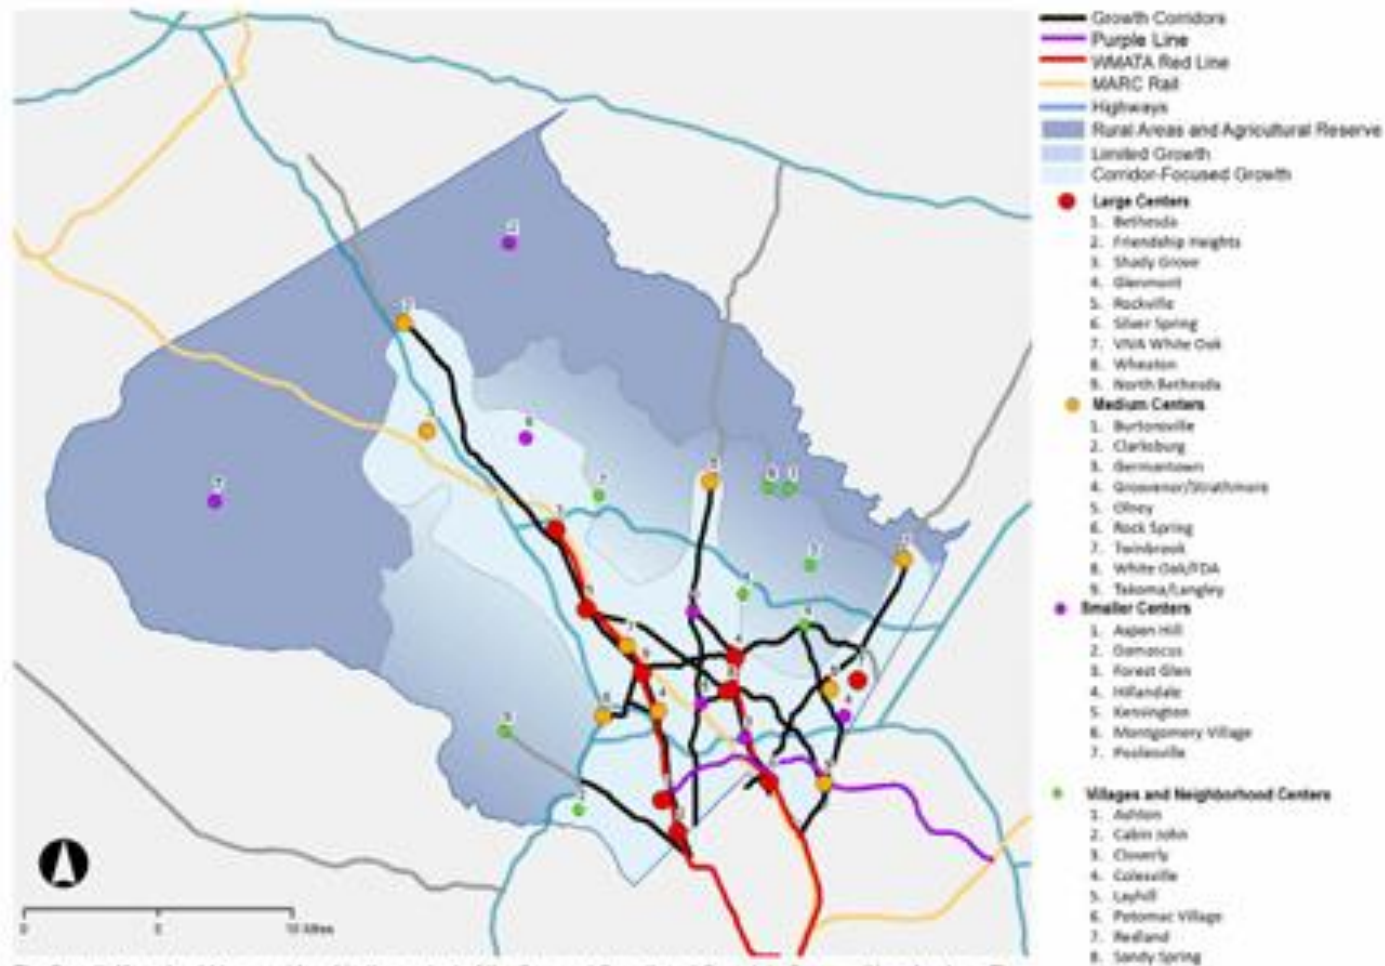 Growth Corridors
Purple Line
WMATA Red Line
MARC Rail
Highways
Rural Areas and Agricultural Reserve
Limited Growth
Corridor-Focused Growth
Large Centers
1. Bethesda
2. Friendship Heights
3. Shady Grove
4. Glenmont
5. Rockville
6. Silver Spring
7. VIVA White Oak
8. Wheaton
9. North Bethesda
Medium Centers
1. Burtonsville
2. Clarksburg
3. Germantown
4. Grosvenor/Strathmore
5. Olney
6. Rock Spring
7. Twinbrook
8. White Oak/FDA
9. Takoma/Langley
Smaller Centers
1. Aspen Hill
2. Damascus
3. Forest Glen
4. Hillandale
5. Kensington
6. Montgomery Village
7. Poolesville
Villages and Neighborhood Centers
1. Ashton
2. Cabin John
3. Cloverly
4. Colesville
5. Layhill
6. Potomac Village
7. Redland
8. Sandy Spring
0 5 10 Miles